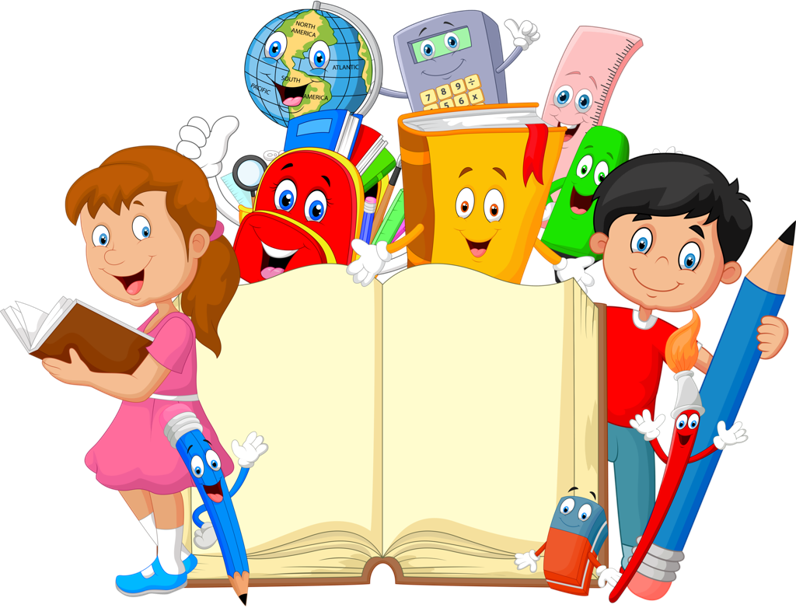 NORTH
AMERICA
ATLANTIC
PACIFIC
SOUTH
AMERICA
7 8 9 ÷
4 5 6 ×